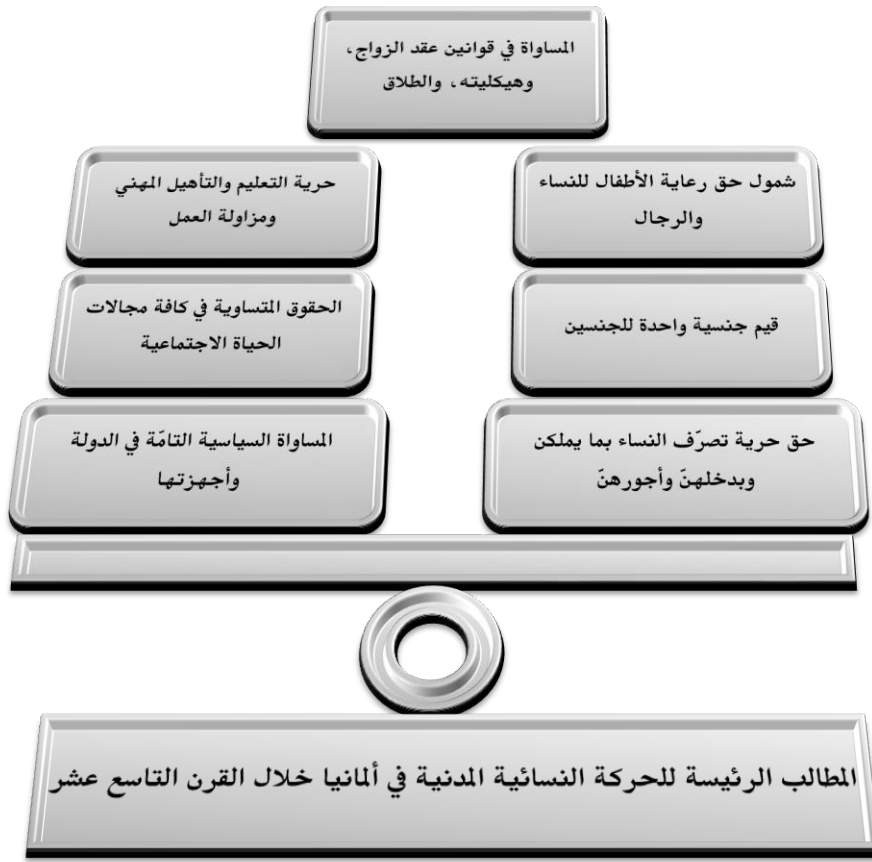 المساواة في قوانين عقد الزواج،
وهيكليته، والطلاق
شمول حق رعاية الأطفال للنساء
والرجال
حرية التعليم والتأهيل المهني
ومزاولة العمل
قيم جنسية واحدة للجنسين
الحقوق المتساوية في كافة مجالات
الحياة الاجتماعية
حق حرية تصرّف النساء بما يملكن
وبدخلهنّ وأجورهنّ
المساواة السياسية التامّة في الدولة
وأجهزتها
المطالب الرئيسة للحركة النسائية المدنية في ألمانيا خلال القرن التاسع عشر